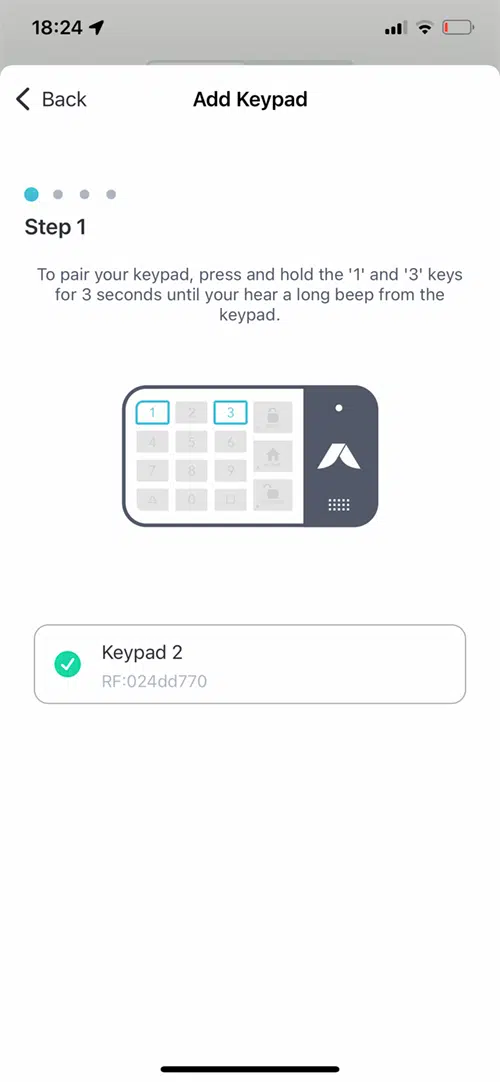 18:24
Back
Add Keypad
Step 1
To pair your keypad, press and hold the '1' and '3' keys
for 3 seconds until your hear a long beep from the
keypad.
1 2 3
4 5 6
7 8 9
0
Keypad 2
RF:024dd770